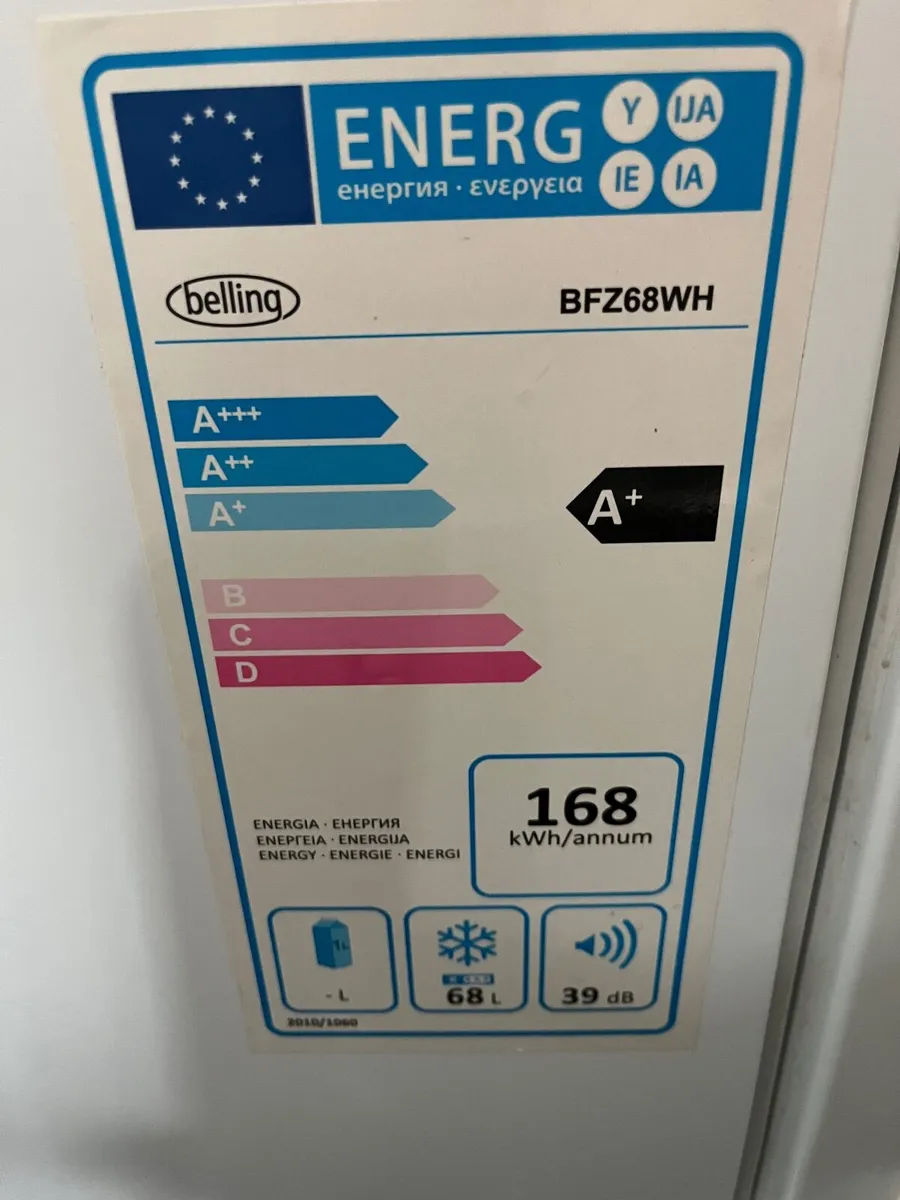 ENERG Y IJA
енергия · ενεργεια IE IA
belling
BFZ68WH
A+++
A++
A+
A+
B
C
D
168
kWh/annum
ENERGIA · ЕНЕРГИЯ
ΕΝΕΡΓΕΙΑ · ENERGIJA
ENERGY · ENERGIE · ENERGI
1L
- L
68 L
39 dB
2010/1060